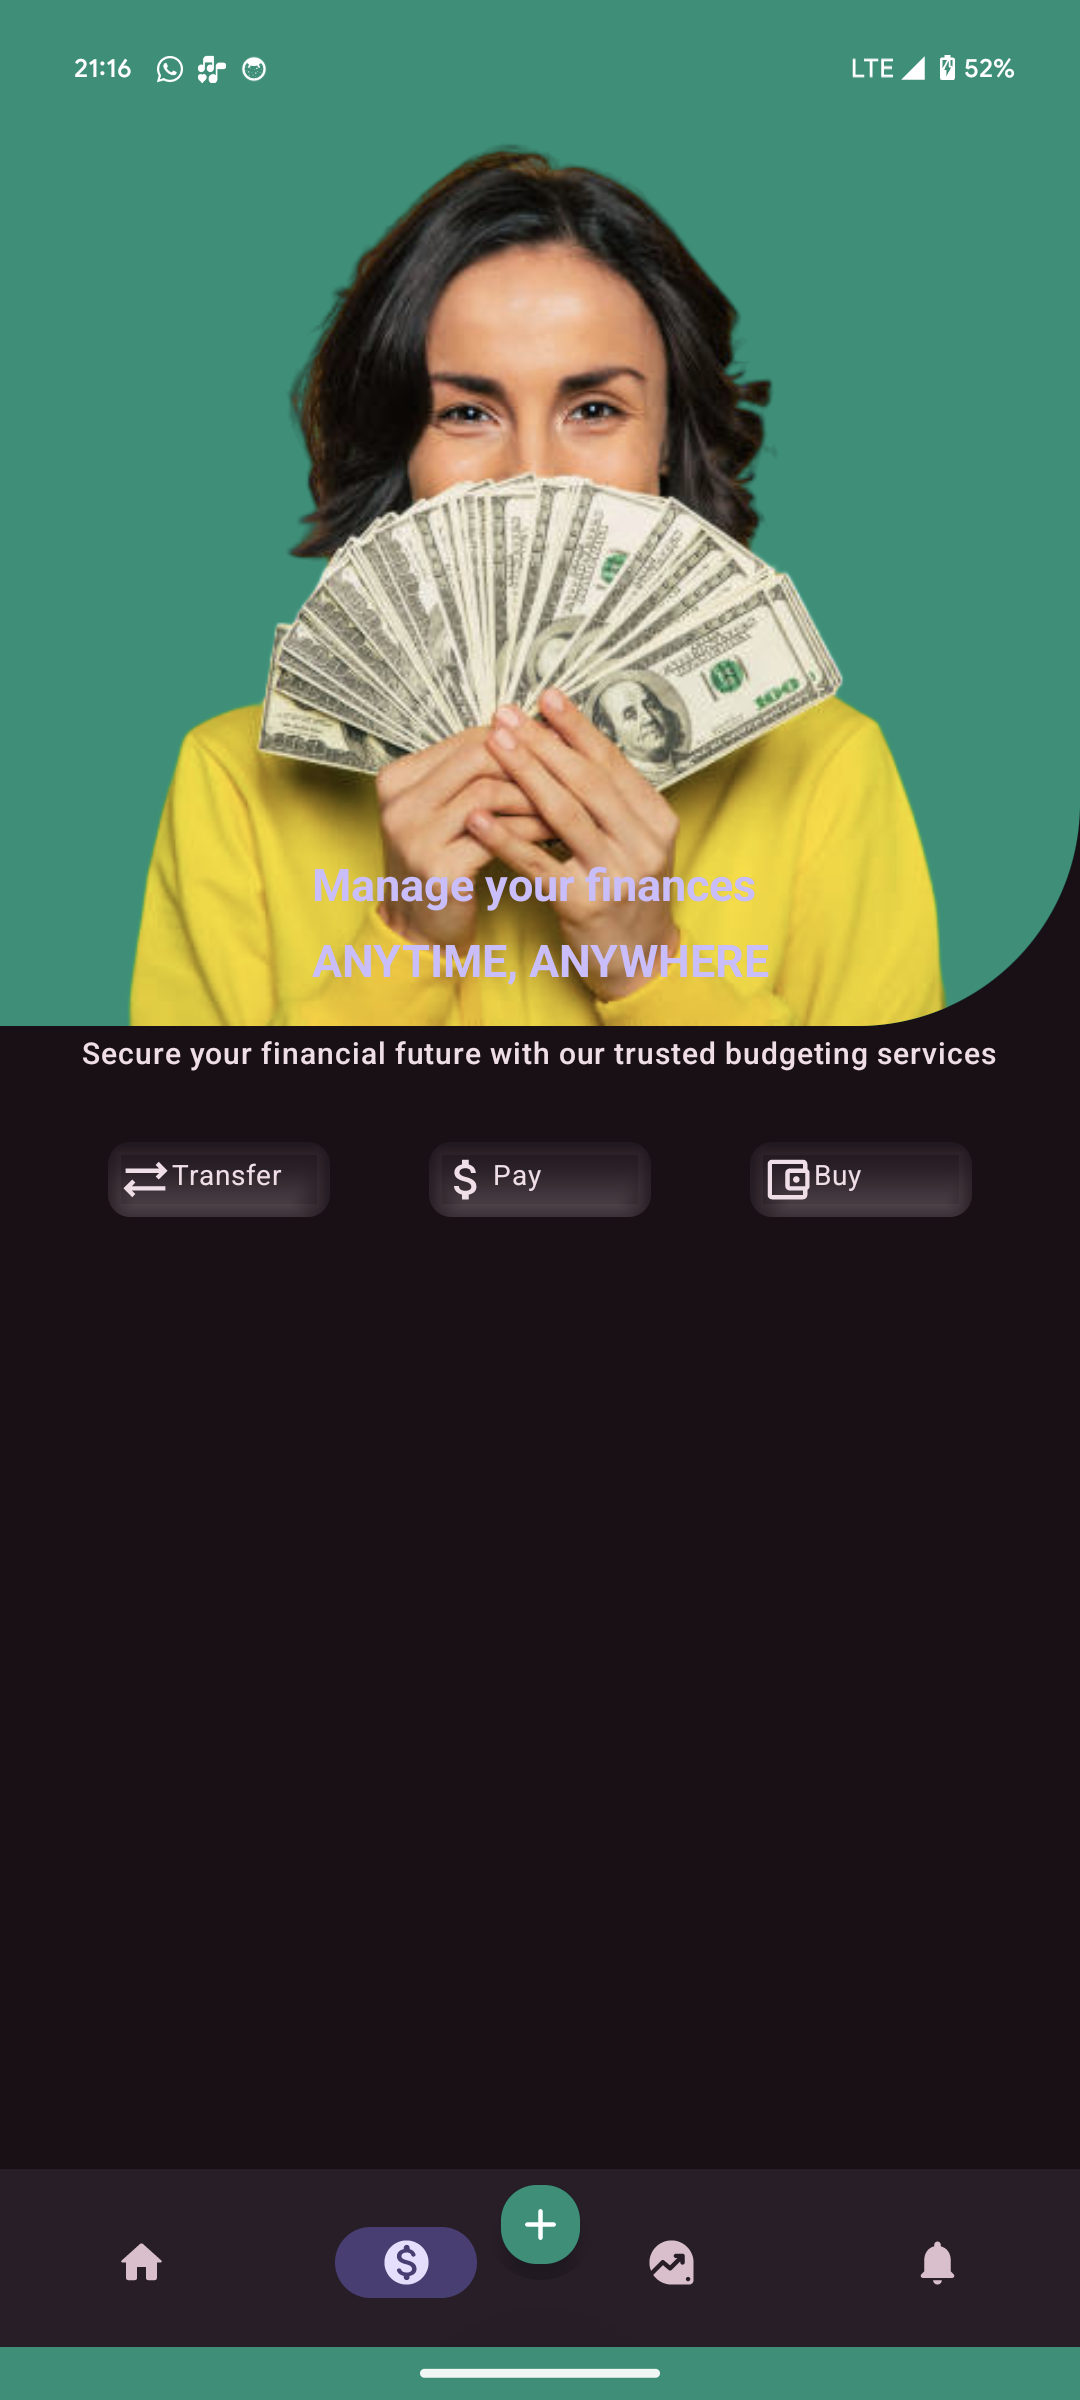 21:16 LTE 52%
100
Manage your finances
ANYTIME, ANYWHERE
Secure your financial future with our trusted budgeting services
Transfer Pay Buy